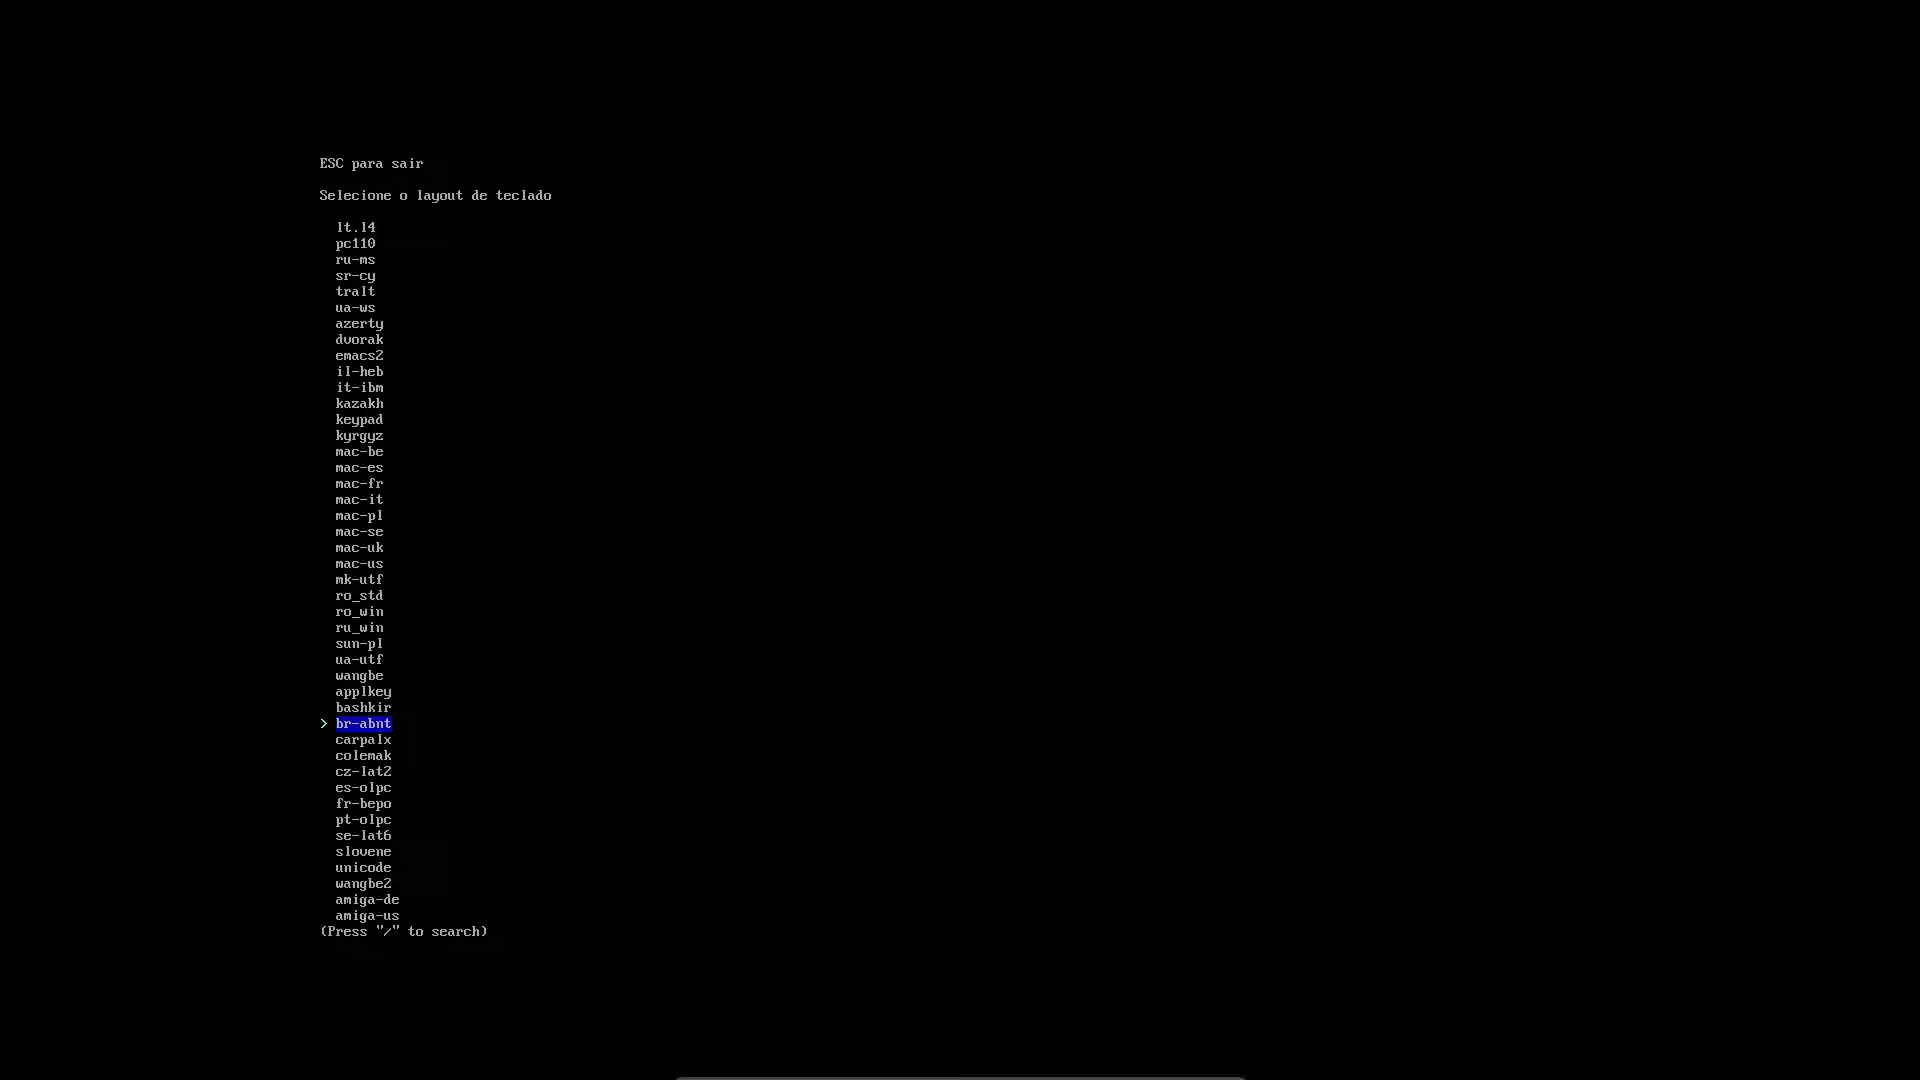 ESC para sair
Selecione o layout de teclado
lt.l4
pc110
ru-ms
sr-cy
tralt
ua-ws
azerty
dvorak
emacs2
il-heb
it-ibm
kazakh
keypad
kyrgyz
mac-be
mac-es
mac-fr
mac-it
mac-pl
mac-se
mac-uk
mac-us
mk-utf
ro_std
ro_win
ru_win
sun-pl
ua-utf
wangbe
applkey
bashkir
> br-abnt
carpalx
colemak
cz-lat2
es-olpc
fr-bepo
pt-olpc
se-lat6
slovene
unicode
wangbe2
amiga-de
amiga-us
(Press "/" to search)